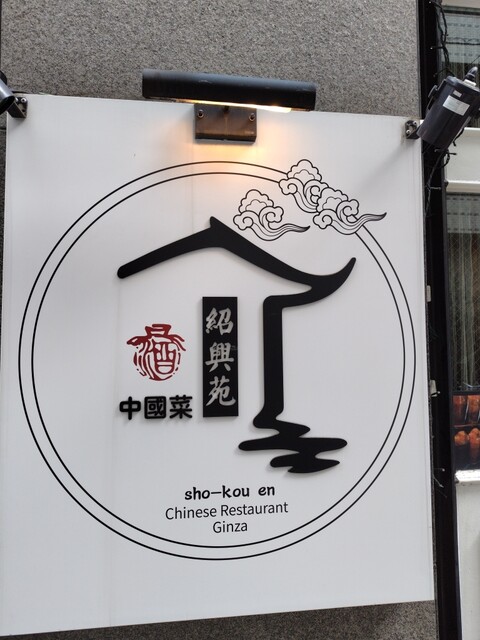 酒
紹興苑
中國菜
sho-kou en
Chinese Restaurant
Ginza